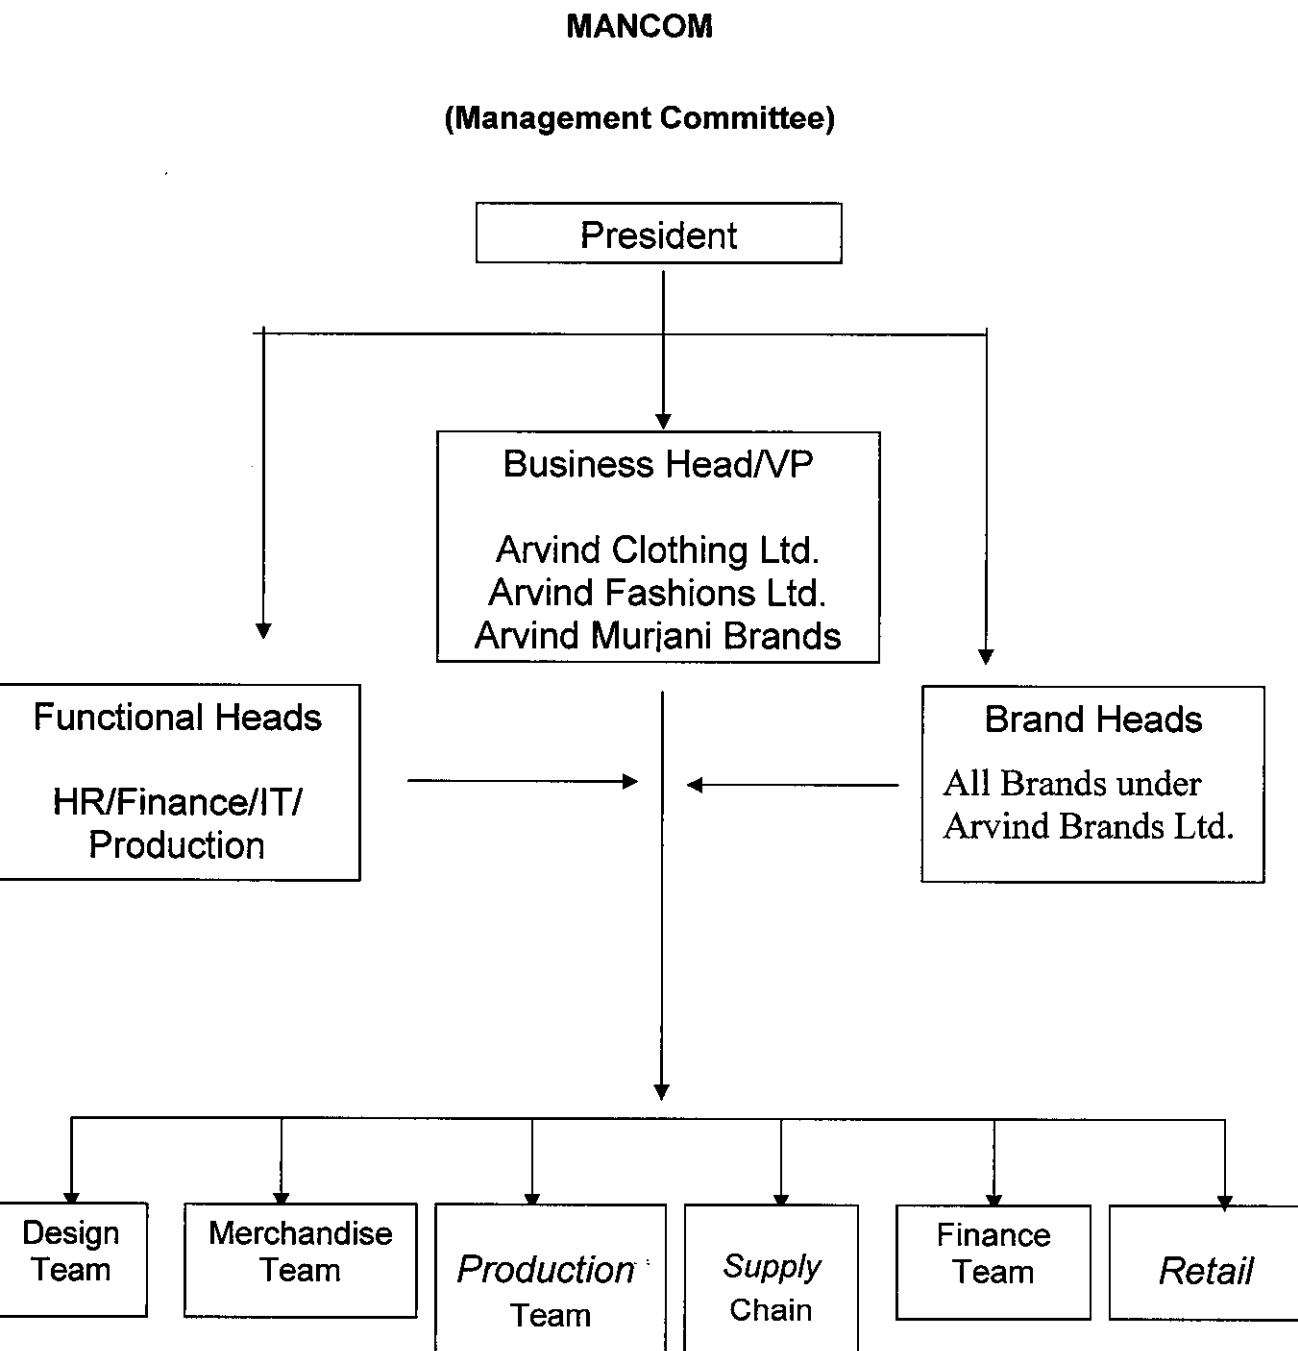 MANCOM
(Management Committee)
President
Business Head/VP
Arvind Clothing Ltd.
Arvind Fashions Ltd.
Arvind Murjani Brands
Functional Heads
HR/Finance/IT/
Production
Brand Heads
All Brands under
Arvind Brands Ltd.
Design
Team
Merchandise
Team
Production
Team
Supply
Chain
Finance
Team
Retail